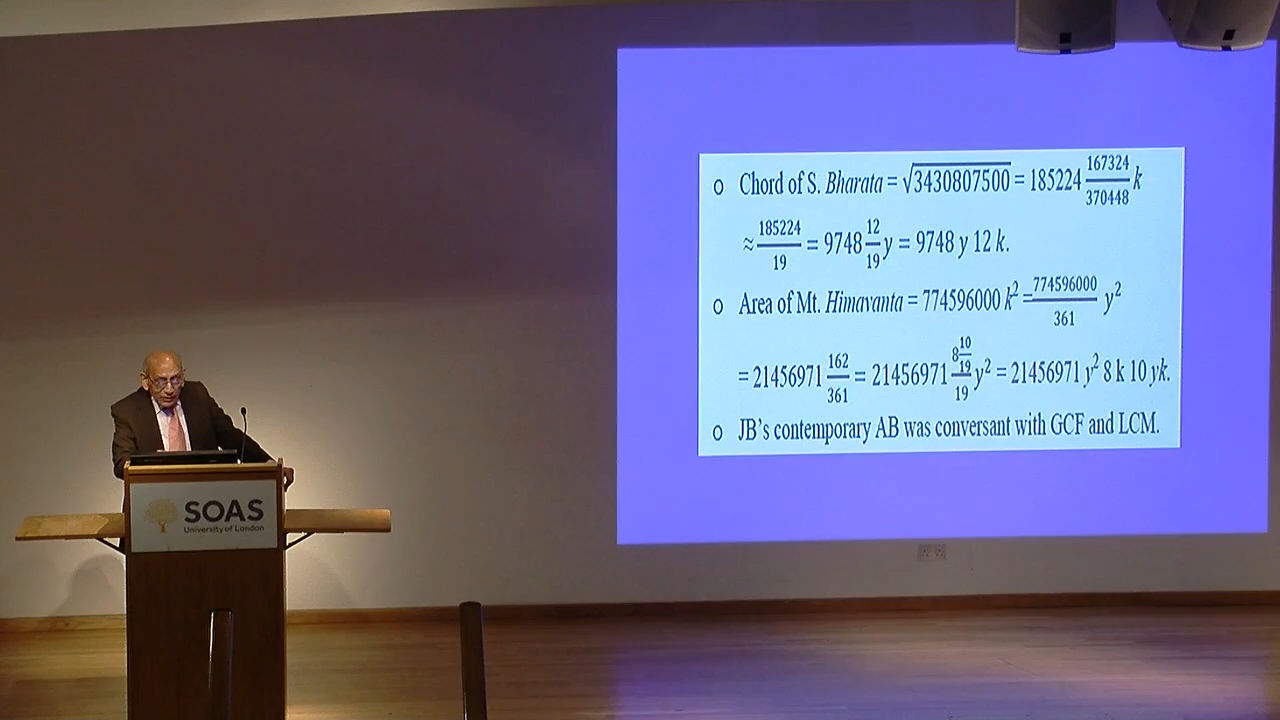 o Chord of S. Bharata = √3430807500 = 185224 167324/370448 k
≈ 185224/19 = 9748 12/19 y = 9748 y 12 k.
o Area of Mt. Himavanta = 774596000 k² = 774596000/361 y²
= 21456971 162/361 = 21456971 8 10/19/19 y² = 21456971 y² 8 k 10 yk.
o JB's contemporary AB was conversant with GCF and LCM.
SOAS
University of London